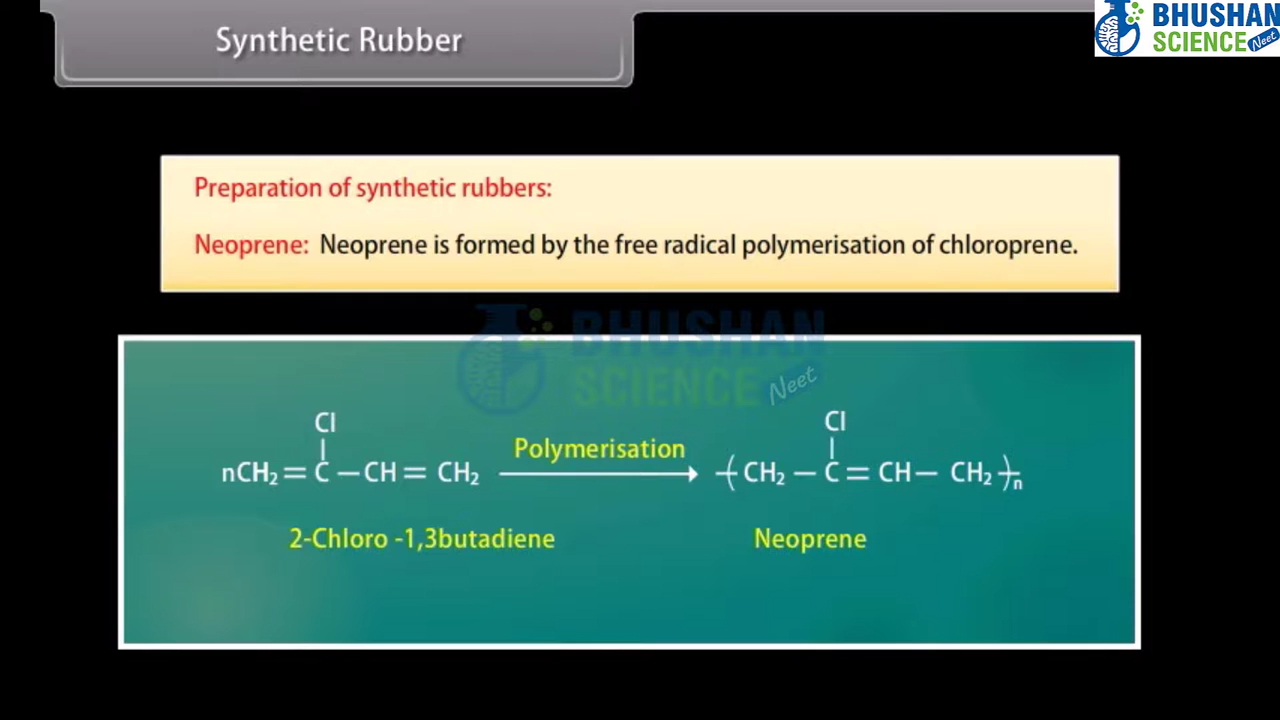 Synthetic Rubber
BHUSHAN
SCIENCE Neet
Preparation of synthetic rubbers:
Neoprene: Neoprene is formed by the free radical polymerisation of chloroprene.
BHUSHAN
SCIENCE Neet
Cl
Cl
Polymerisation
nCH₂ = C — CH = CH₂ ⟶ ( CH₂ — C = CH — CH₂ )ₙ
2-Chloro -1,3butadiene
Neoprene